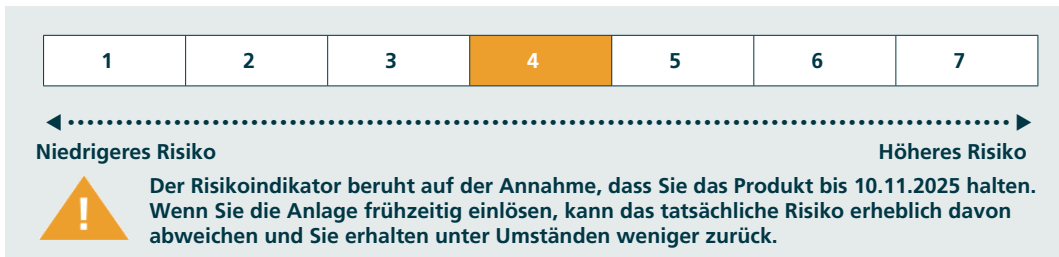 1 2 3 4 5 6 7
Niedrigeres Risiko Höheres Risiko
Der Risikoindikator beruht auf der Annahme, dass Sie das Produkt bis 10.11.2025 halten.
Wenn Sie die Anlage frühzeitig einlösen, kann das tatsächliche Risiko erheblich davon
abweichen und Sie erhalten unter Umständen weniger zurück.